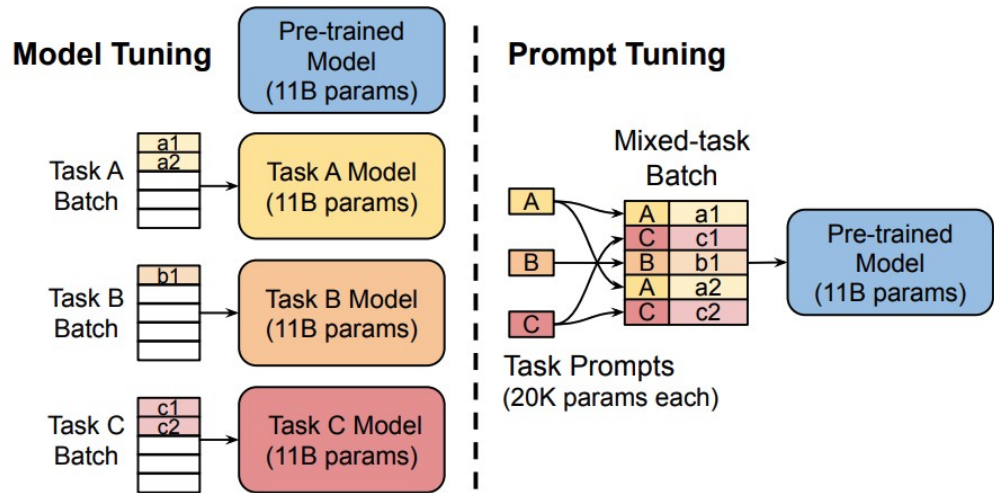 Model Tuning
Pre-trained
Model
(11B params)
a1
a2
Task A
Batch
Task A Model
(11B params)
b1
Task B
Batch
Task B Model
(11B params)
c1
c2
Task C
Batch
Task C Model
(11B params)
Prompt Tuning
Mixed-task
Batch
A
B
C
A a1
C c1
B b1
A a2
C c2
Task Prompts
(20K params each)
Pre-trained
Model
(11B params)